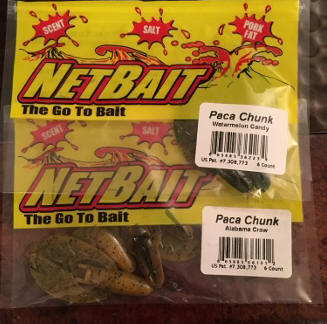 SCENT
SALT
PORK FAT
NETBAIT
The Go To Bait
Paca Chunk
Watermelon Candy
US Pat. #7,308,773 6 Count
SCENT
SALT
NETBAIT
The Go To Bait
Paca Chunk
Alabama Craw
US Pat. #7,308,773 6 Count